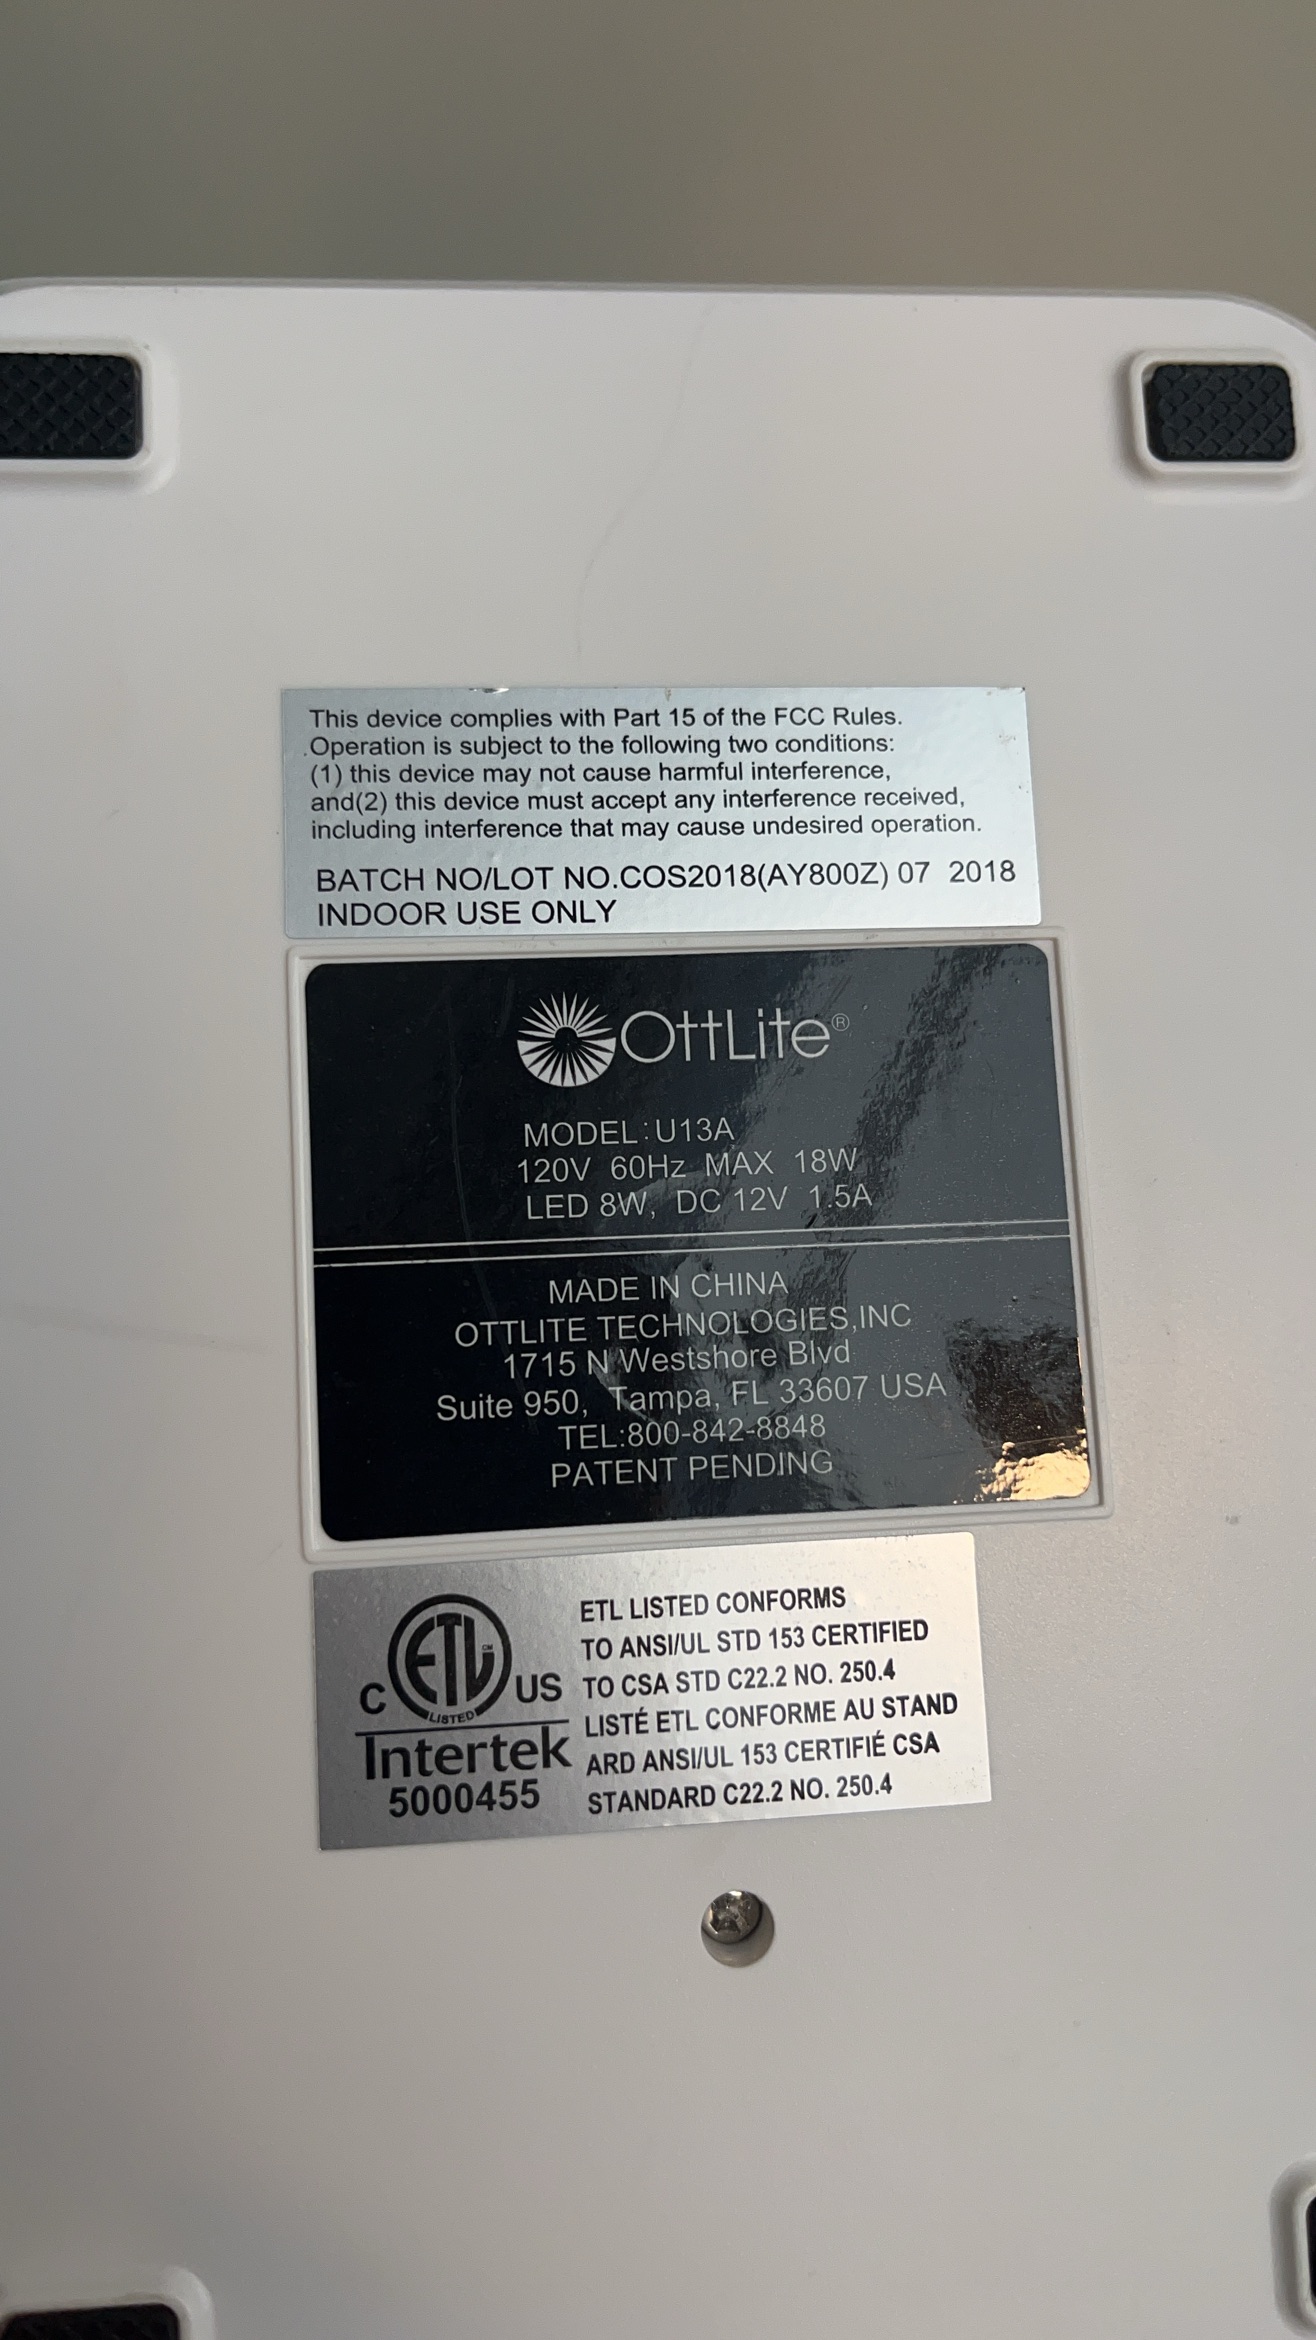 This device complies with Part 15 of the FCC Rules.
Operation is subject to the following two conditions:
(1) this device may not cause harmful interference,
and(2) this device must accept any interference received,
including interference that may cause undesired operation.
BATCH NO/LOT NO.COS2018(AY800Z) 07 2018
INDOOR USE ONLY
OttLite®
MODEL:U13A
120V 60Hz MAX 18W
LED 8W, DC 12V 1.5A
MADE IN CHINA
OTTLITE TECHNOLOGIES,INC
1715 N Westshore Blvd
Suite 950, Tampa, FL 33607 USA
TEL:800-842-8848
PATENT PENDING
C ETL CM US
LISTED
Intertek
5000455
ETL LISTED CONFORMS
TO ANSI/UL STD 153 CERTIFIED
TO CSA STD C22.2 NO. 250.4
LISTÉ ETL CONFORME AU STAND
ARD ANSI/UL 153 CERTIFIÉ CSA
STANDARD C22.2 NO. 250.4